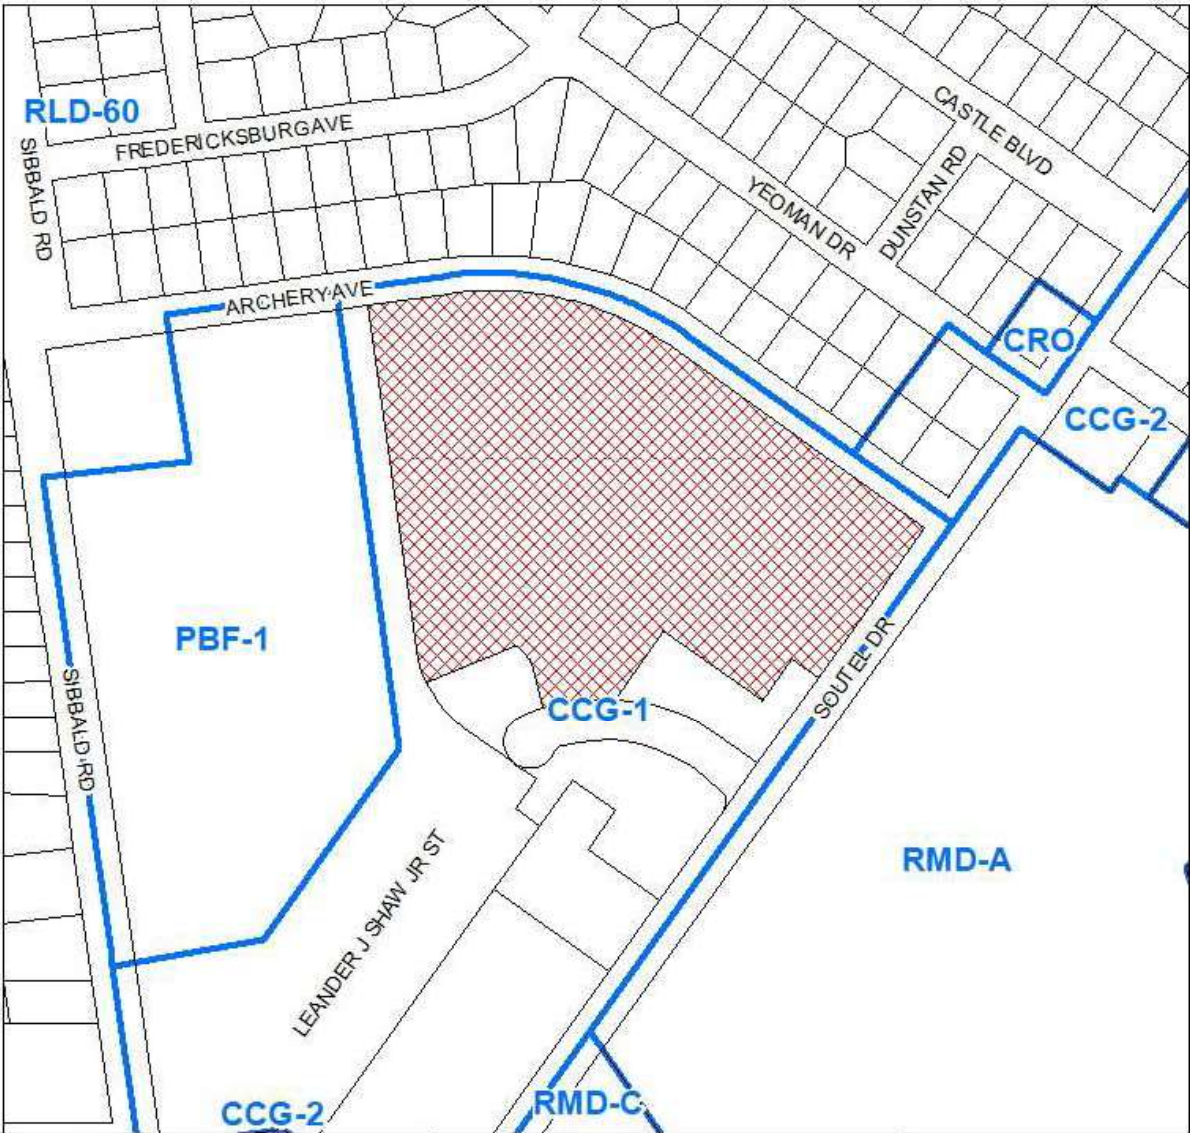 RLD-60
CASTLE BLVD
FREDERICKSBURGAVE
SIBBALD RD
DUNSTAN RD
YEOMAN DR
ARCHERY AVE
CRO
CCG-2
PBF-1
SOUTEL DR
SIBBALD RD
CCG-1
RMD-A
LEANDER J SHAW JR ST
RMD-C
CCG-2